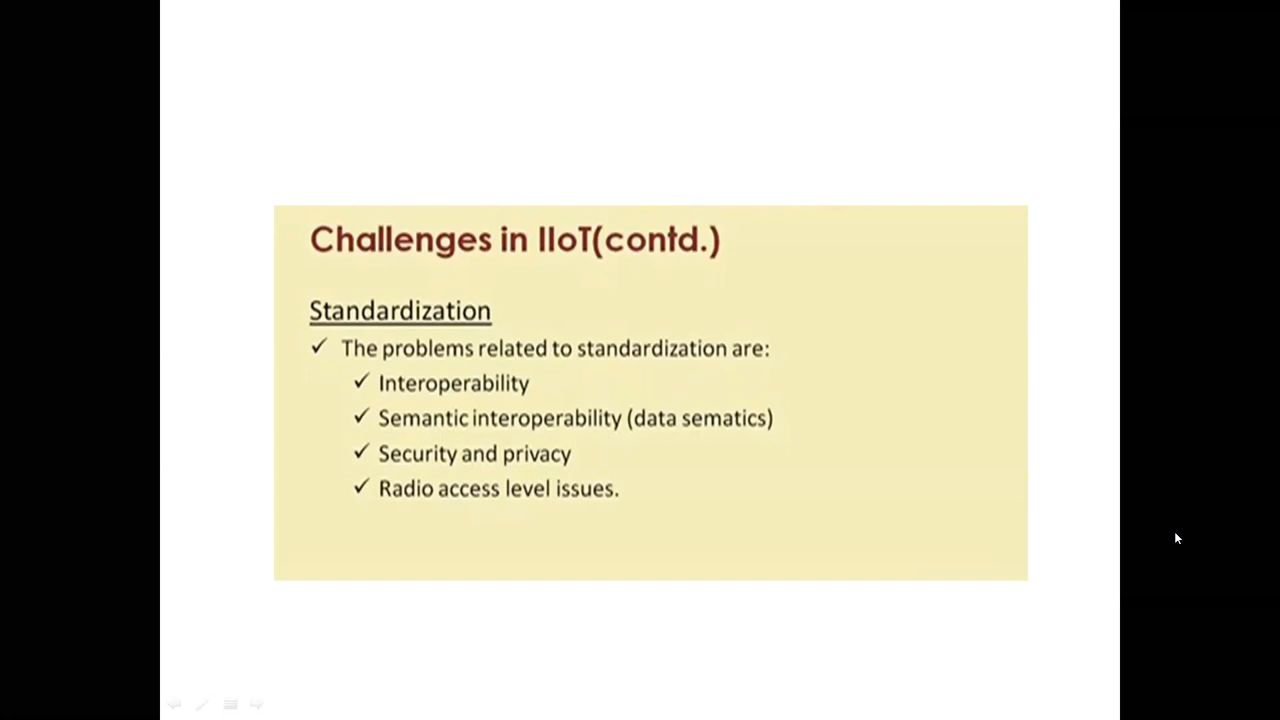 Challenges in IIoT(contd.)
Standardization
✓ The problems related to standardization are:
✓ Interoperability
✓ Semantic interoperability (data sematics)
✓ Security and privacy
✓ Radio access level issues.